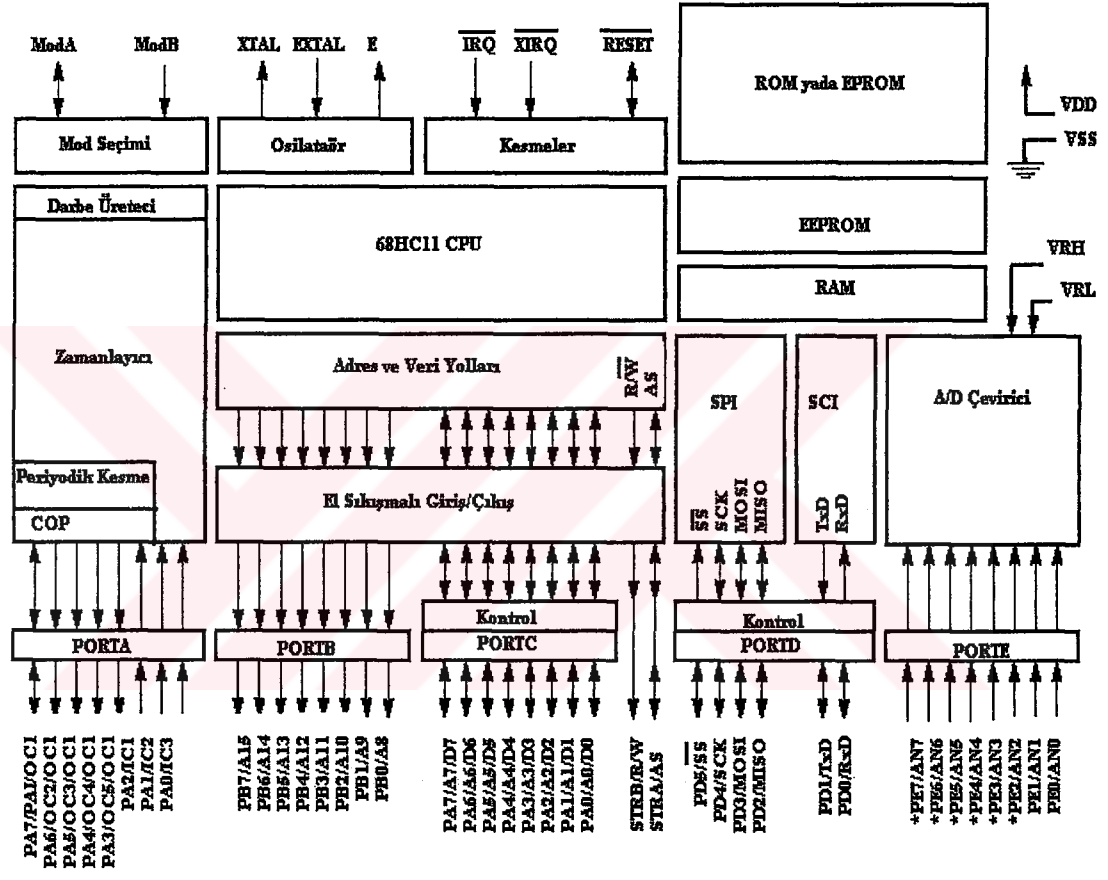 ModA
ModB
XTAL
EXTAL
E
IRQ
XIRQ
RESET
ROM yada EPROM
VDD
VSS
Mod Seçimi
Osilataör
Kesmeler
Darbe Üreteci
68HC11 CPU
EEPROM
RAM
VRH
VRL
Zamanlayıcı
Adres ve Veri Yolları
R/W
AS
SPI
SCI
A/D Çevirici
Periyodik Kesme
COP
El Sıkışmalı Giriş/Çıkış
SS
SCK
MOSI
MISO
TxD
RxD
Kontrol
Kontrol
PORTA
PORTB
PORTC
PORTD
PORTE
PA7/PAI/OC1
PA6/OC2/OC1
PA5/OC3/OC1
PA4/OC4/OC1
PA3/OC5/OC1
PA2/IC1
PA1/IC2
PA0/IC3
PB7/A15
PB6/A14
PB5/A13
PB4/A12
PB3/A11
PB2/A10
PB1/A9
PB0/A8
PA7/A7/D7
PA6/A6/D6
PA5/A5/D5
PA4/A4/D4
PA3/A3/D3
PA2/A2/D2
PA1/A1/D1
PA0/A0/D0
STRB/R/W
STRA/AS
PD5/SS
PD4/SCK
PD3/MOSI
PD2/MISO
PD1/TxD
PD0/RxD
*PE7/AN7
*PE6/AN6
*PE5/AN5
*PE4/AN4
*PE3/AN3
*PE2/AN2
PE1/AN1
PE0/AN0